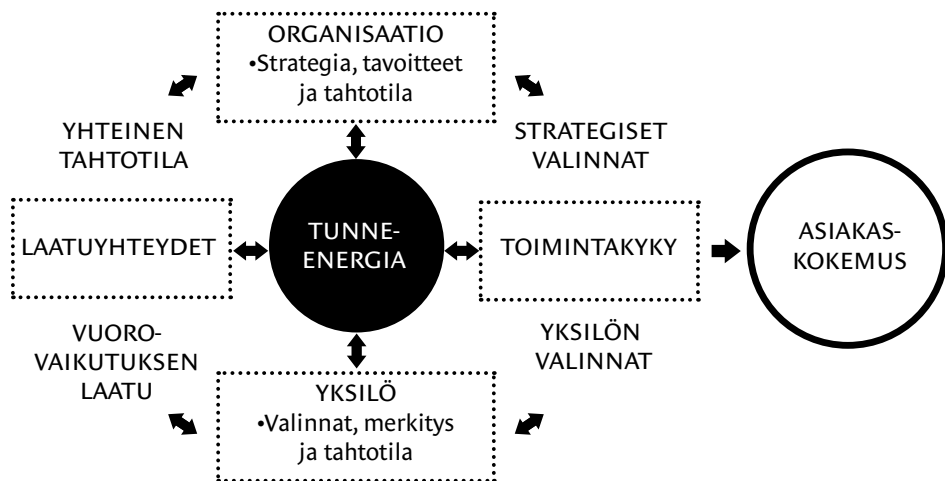 ORGANISAATIO
•Strategia, tavoitteet
ja tahtotila
YHTEINEN
TAHTOTILA
STRATEGISET
VALINNAT
LAATUYHTEYDET
TUNNE-
ENERGIA
TOIMINTAKYKY
ASIAKAS-
KOKEMUS
VUORO-
VAIKUTUKSEN
LAATU
YKSILÖN
VALINNAT
YKSILÖ
•Valinnat, merkitys
ja tahtotila